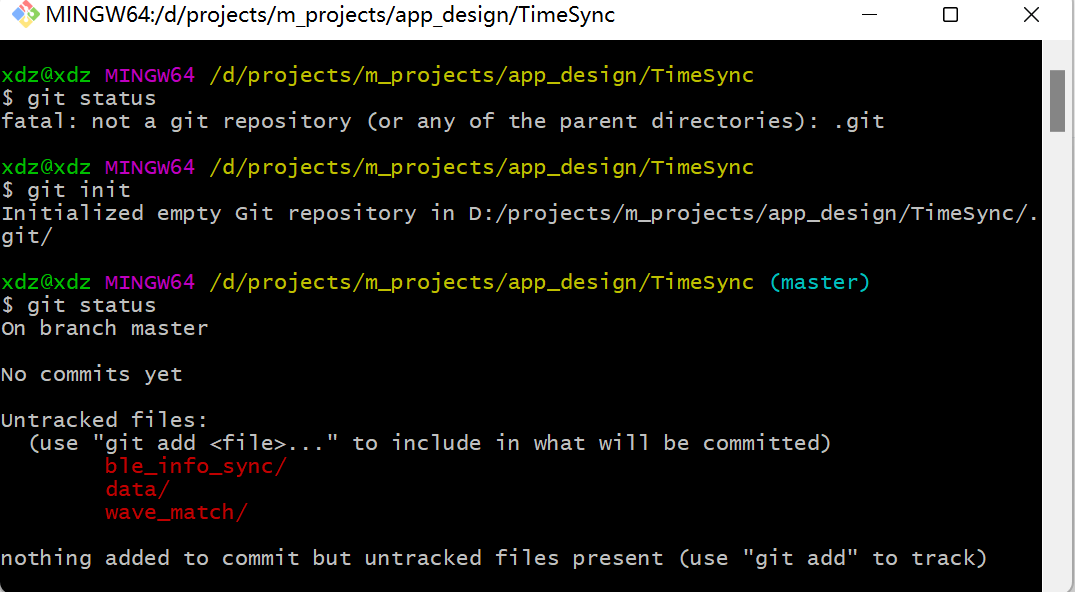 MINGW64:/d/projects/m_projects/app_design/TimeSync
xdz@xdz MINGW64 /d/projects/m_projects/app_design/TimeSync
$ git status
fatal: not a git repository (or any of the parent directories): .git
xdz@xdz MINGW64 /d/projects/m_projects/app_design/TimeSync
$ git init
Initialized empty Git repository in D:/projects/m_projects/app_design/TimeSync/.
git/
xdz@xdz MINGW64 /d/projects/m_projects/app_design/TimeSync (master)
$ git status
On branch master
No commits yet
Untracked files:
(use "git add <file>..." to include in what will be committed)
ble_info_sync/
data/
wave_match/
nothing added to commit but untracked files present (use "git add" to track)